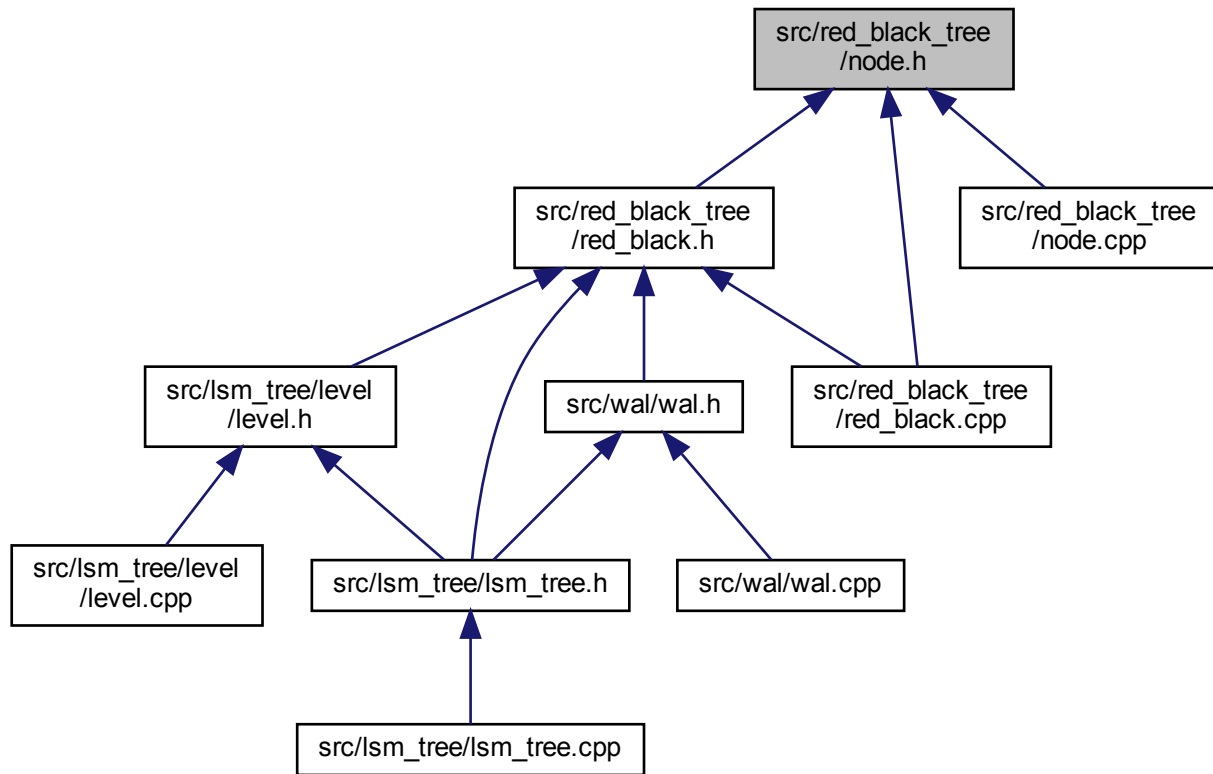 src/red_black_tree
/node.h
src/red_black_tree
/red_black.h
src/red_black_tree
/node.cpp
src/lsm_tree/level
/level.h
src/wal/wal.h
src/red_black_tree
/red_black.cpp
src/lsm_tree/level
/level.cpp
src/lsm_tree/lsm_tree.h
src/wal/wal.cpp
src/lsm_tree/lsm_tree.cpp